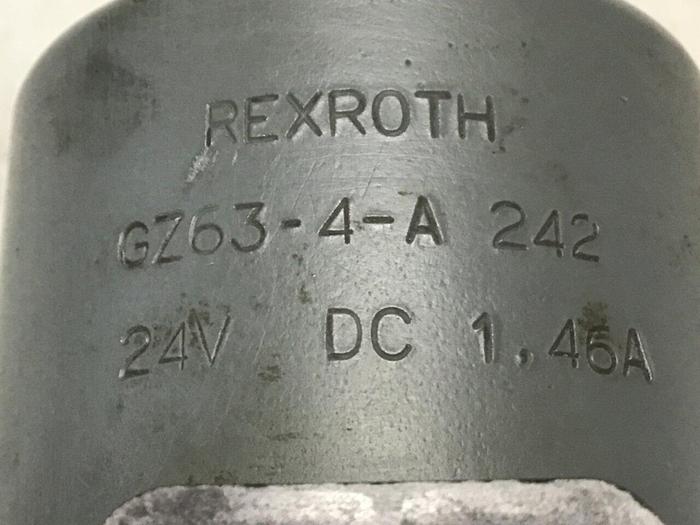 REXROTH
GZ63-4-A 242
24V DC 1,45A